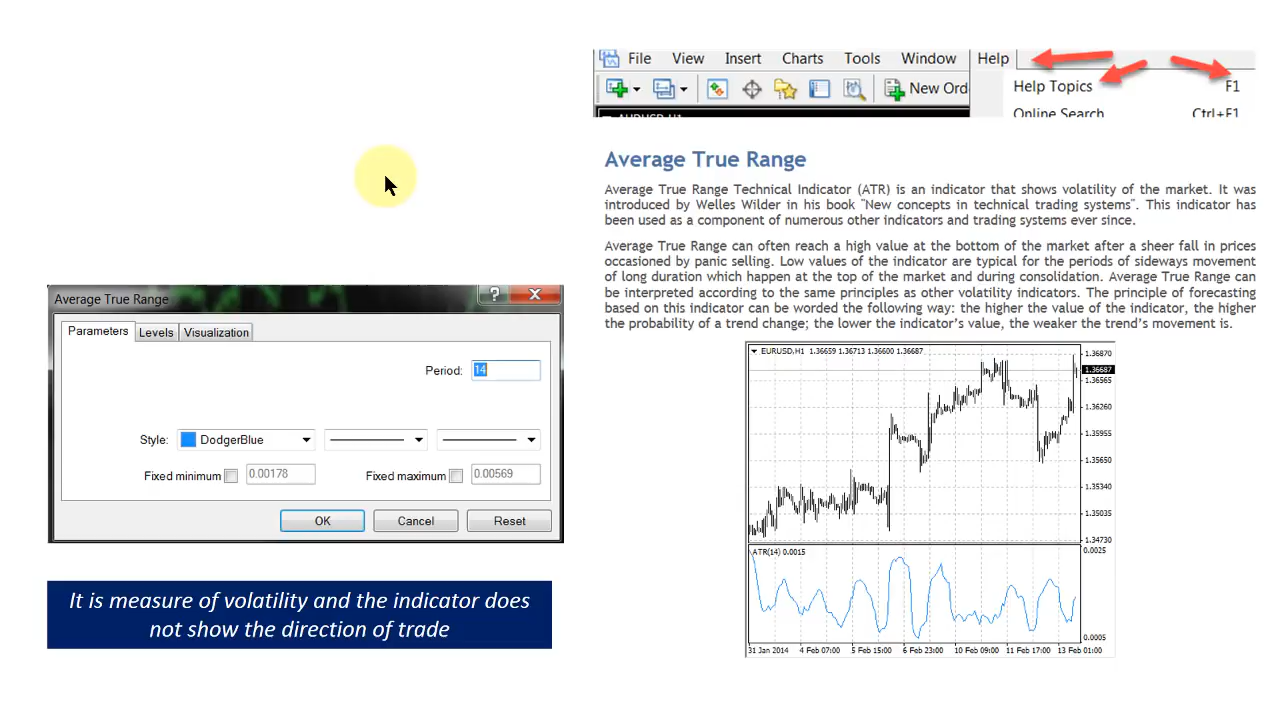 File View Insert Charts Tools Window Help
New Ord
Help Topics F1
Online Search Ctrl+F1
Average True Range
Average True Range Technical Indicator (ATR) is an indicator that shows volatility of the market. It was
introduced by Welles Wilder in his book "New concepts in technical trading systems". This indicator has
been used as a component of numerous other indicators and trading systems ever since.
Average True Range can often reach a high value at the bottom of the market after a sheer fall in prices
occasioned by panic selling. Low values of the indicator are typical for the periods of sideways movement
of long duration which happen at the top of the market and during consolidation. Average True Range can
be interpreted according to the same principles as other volatility indicators. The principle of forecasting
based on this indicator can be worded the following way: the higher the value of the indicator, the higher
the probability of a trend change; the lower the indicator's value, the weaker the trend's movement is.
Average True Range
?
Parameters Levels Visualization
Period: 14
Style: DodgerBlue
Fixed minimum 0.00178 Fixed maximum 0.00569
OK Cancel Reset
It is measure of volatility and the indicator does
not show the direction of trade
EURUSD,H1 1.36659 1.36713 1.36600 1.36687
1.36870
1.36687
1.36565
1.36260
1.35955
1.35650
1.35340
1.35035
1.34730
ATR(14) 0.0015
0.0025
0.0005
31 Jan 2014 4 Feb 07:00 5 Feb 15:00 6 Feb 23:00 10 Feb 09:00 11 Feb 17:00 13 Feb 01:00